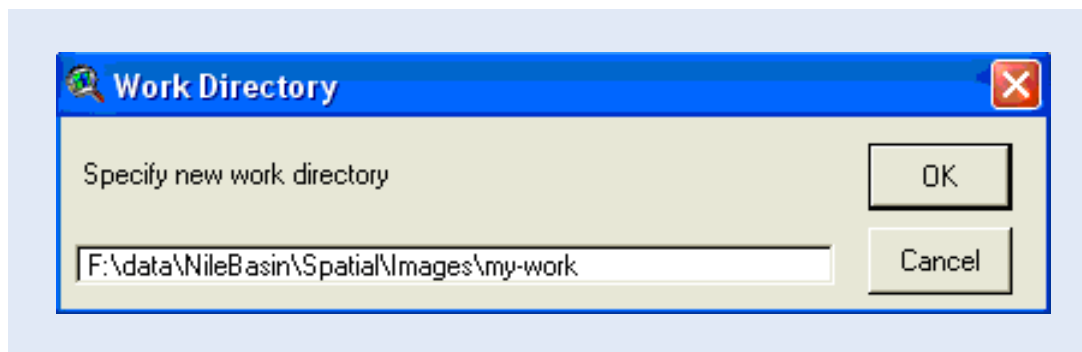 Work Directory
Specify new work directory
OK
F:\data\NileBasin\Spatial\Images\my-work
Cancel